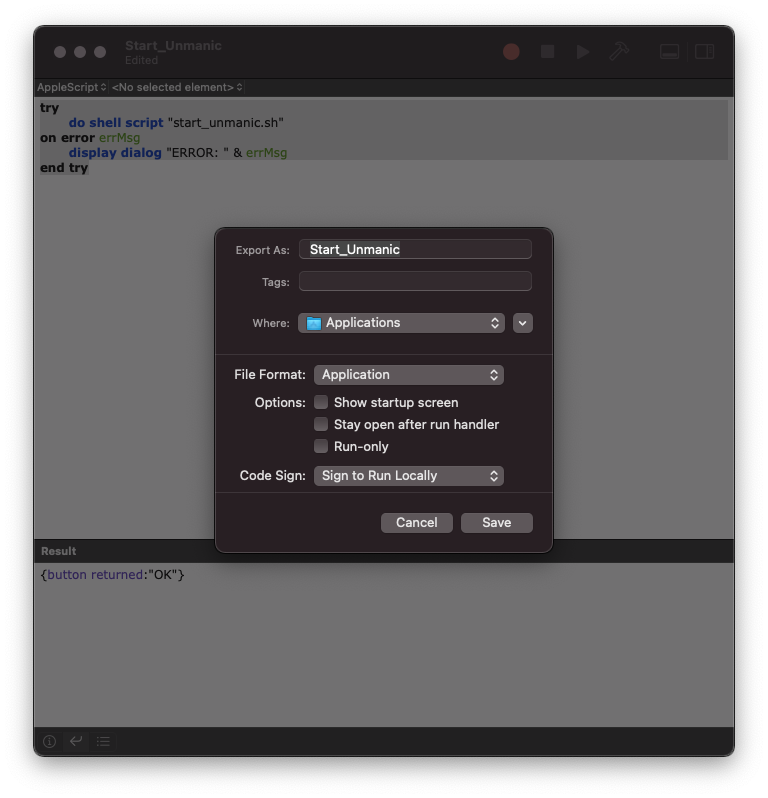 Start_Unmanic
Edited
AppleScript <No selected element>
try
do shell script "start_unmanic.sh"
on error errMsg
display dialog "ERROR: " & errMsg
end try
Export As: Start_Unmanic
Tags:
Where: Applications
File Format: Application
Options: Show startup screen
Stay open after run handler
Run-only
Code Sign: Sign to Run Locally
Cancel Save
Result
{button returned:"OK"}